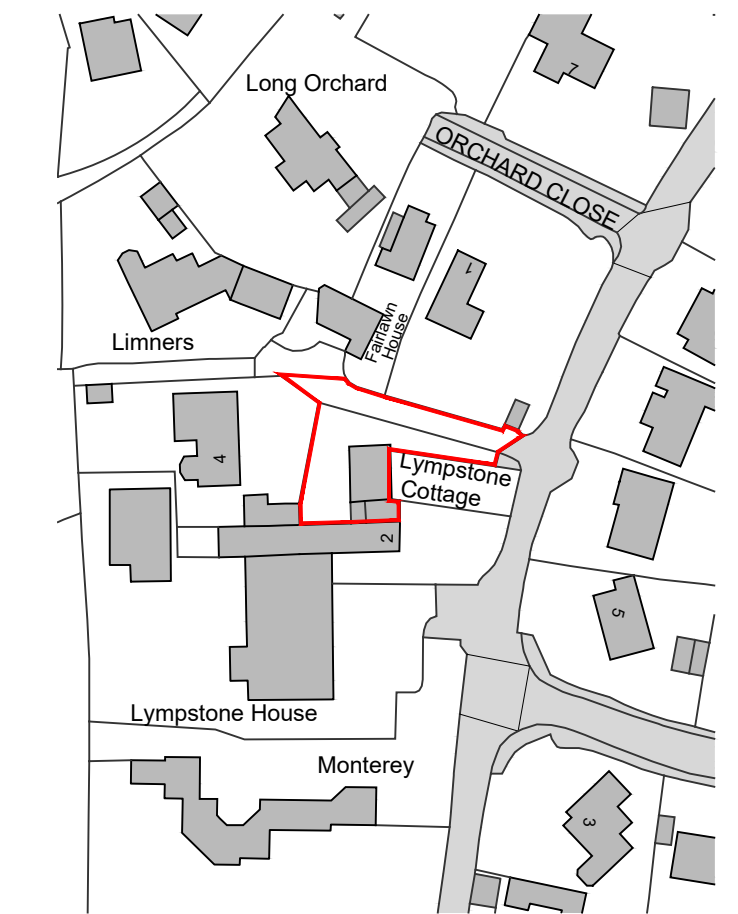 7
Long Orchard
ORCHARD CLOSE
1
Fairlawn
House
Limners
4
Lympstone
Cottage
2
5
Lympstone House
Monterey
3